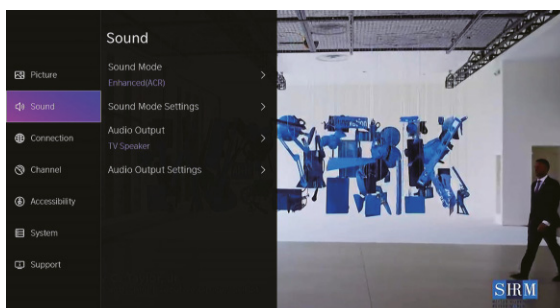 Sound
Picture
Sound
Connection
Channel
Accessibility
System
Support
Sound Mode
Enhanced(ACR)
Sound Mode Settings
Audio Output
TV Speaker
Audio Output Settings
SHRM